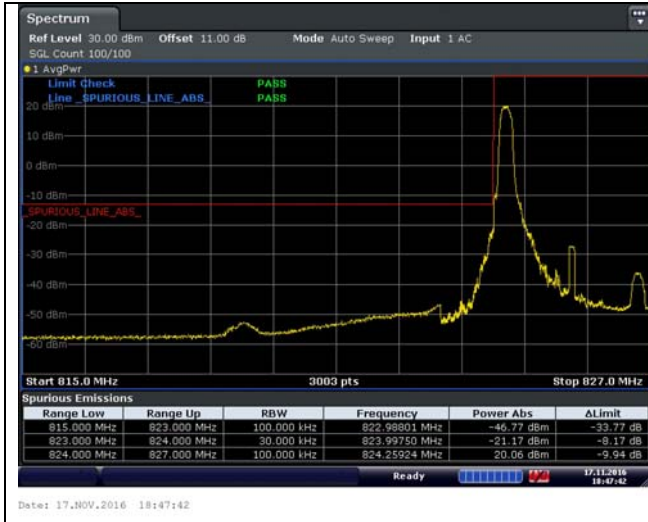 Spectrum
Ref Level 30.00 dBm Offset 11.00 dB Mode Auto Sweep Input 1 AC
SGL Count 100/100
1 AvgPwr
Limit Check PASS
Line _SPURIOUS_LINE_ABS_ PASS
20 dBm
10 dBm
0 dBm
-10 dBm
_SPURIOUS_LINE_ABS_
-20 dBm
-30 dBm
-40 dBm
-50 dBm
-60 dBm
Start 815.0 MHz 3003 pts Stop 827.0 MHz
Spurious Emissions
Range Low Range Up RBW Frequency Power Abs ΔLimit
815.000 MHz 823.000 MHz 100.000 kHz 822.98801 MHz -46.77 dBm -33.77 dB
823.000 MHz 824.000 MHz 30.000 kHz 823.99750 MHz -21.17 dBm -8.17 dB
824.000 MHz 827.000 MHz 100.000 kHz 824.25924 MHz 20.06 dBm -9.94 dB
Ready 17.11.2016
18:47:42
Date: 17.NOV.2016 18:47:42